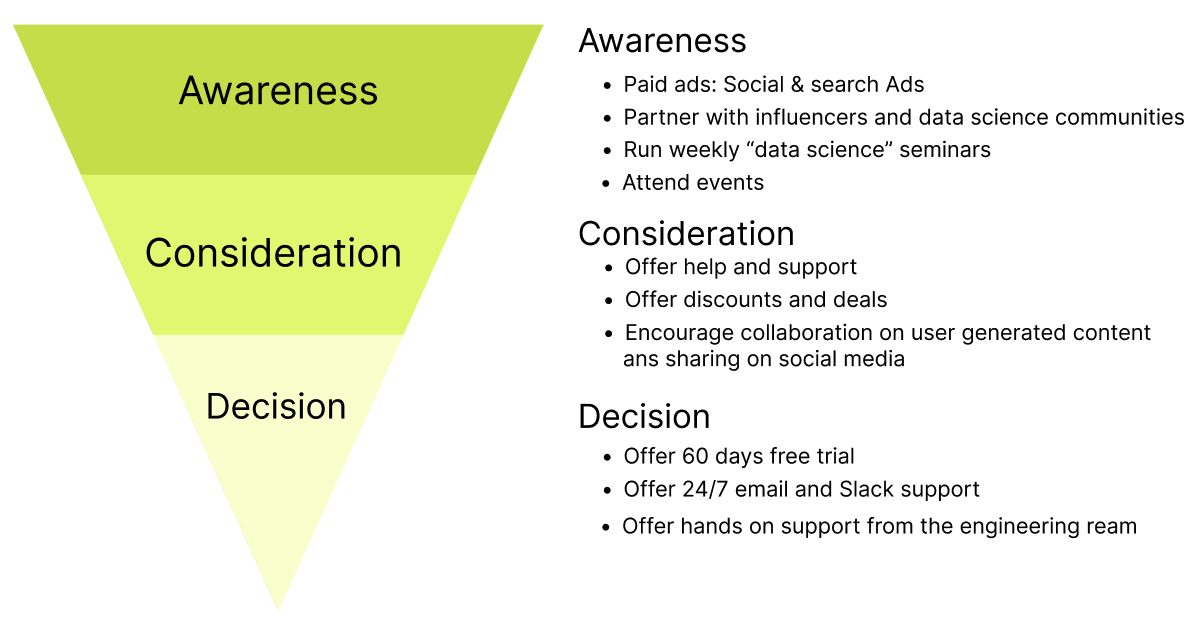 Awareness
Consideration
Decision
Awareness
• Paid ads: Social & search Ads
• Partner with influencers and data science communities
• Run weekly “data science” seminars
• Attend events
Consideration
• Offer help and support
• Offer discounts and deals
• Encourage collaboration on user generated content
ans sharing on social media
Decision
• Offer 60 days free trial
• Offer 24/7 email and Slack support
• Offer hands on support from the engineering ream